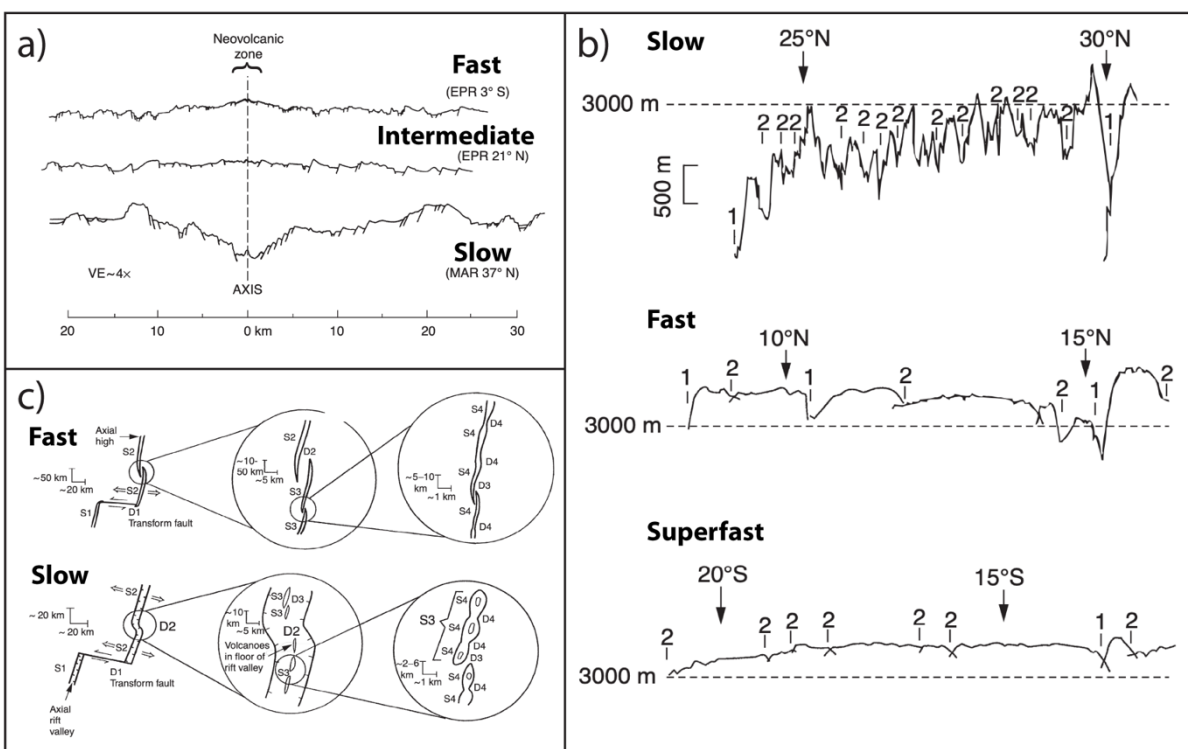 a)
Neovolcanic
zone
Fast
(EPR 3° S)
Intermediate
(EPR 21° N)
Slow
(MAR 37° N)
VE~4×
AXIS
20 10 0 km 10 20 30
b)
Slow
25°N 30°N
3000 m
2 2 2 2 2 2 2 2 2 2 2 2 2
500 m
1 1
Fast
10°N 15°N
1 2 1 2 2 1 2
3000 m
Superfast
20°S 15°S
2 2 2 2 2 2 1 2
3000 m
c)
Fast
Axial
high
S2
~50 km
~20 km
S2
S1
D1
Transform fault
S2
D2
~10-
50 km
~5 km
S3
S3
S4
D4
S4
D4
~5–10
km
~1 km
S4
D3
S4
D4
Slow
S2
~20 km
~20 km
D2
S2
S1
D1
Transform fault
Axial
rift
valley
S3 D3
S3
~10
km
~5 km
D2
Volcanoes
in floor of
rift valley
S3
S3
S4
D4
S4
D4
S4
D3
~2–6
km
~1 km
S4
D4